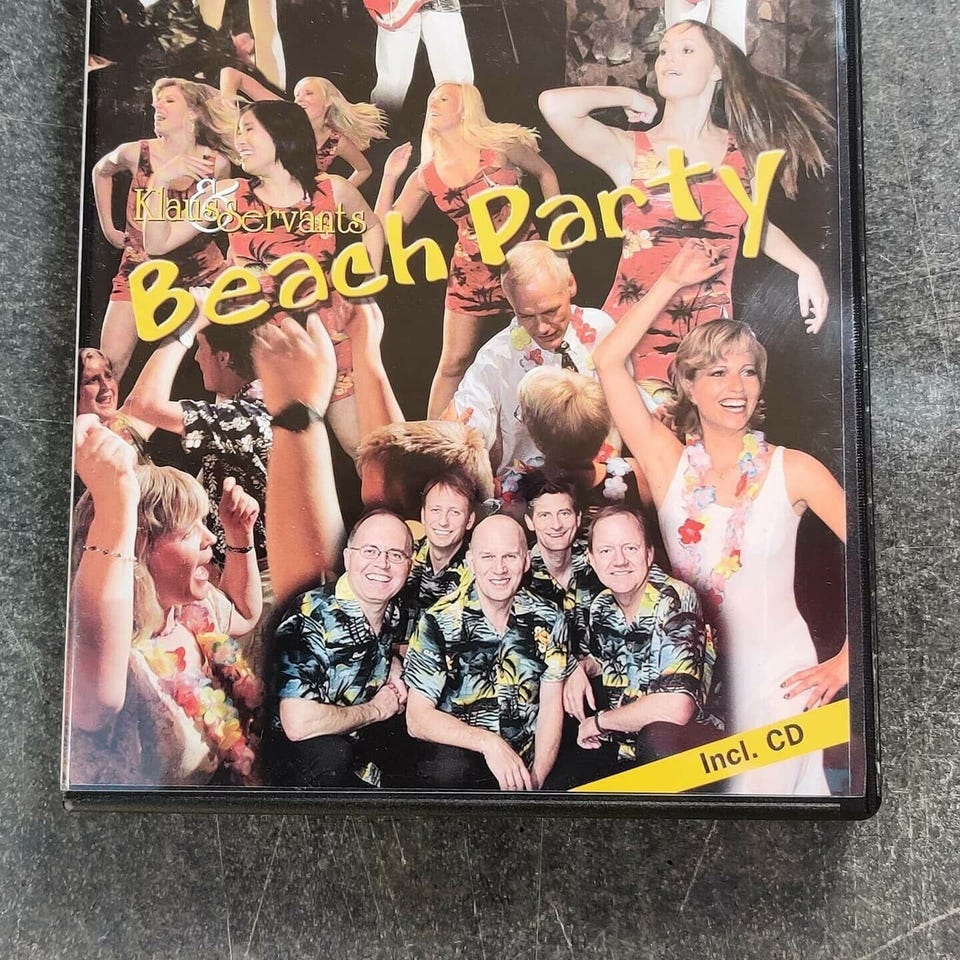 Klaus & Servants
Beach Party
Incl. CD